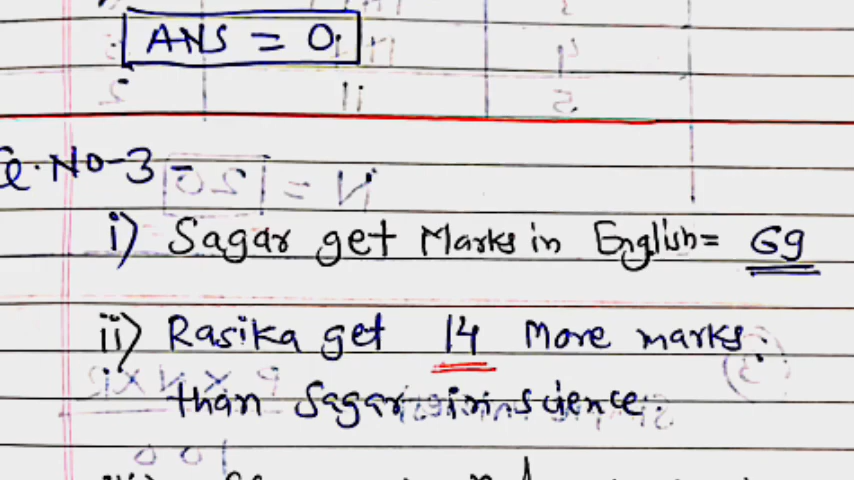 ANS = 0.
Q.No-3
i) Sagar get Marks in English = 69
ii) Rasika get 14 More marks
than Sagar in science.